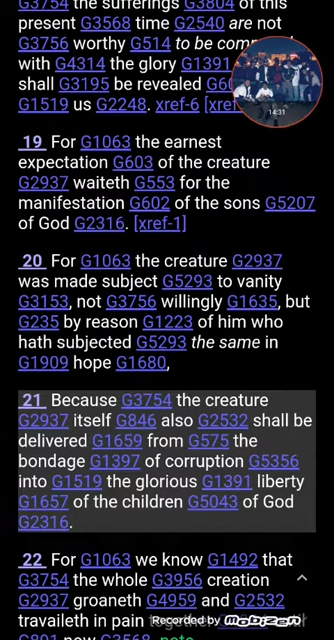 G3754 the sufferings G3804 of this
present G3568 time G2540 are not
G3756 worthy G514 to be
with G4314 the glory G1391
shall G3195 be revealed
G1519 us G2248. xref-6
14:31
19 For G1063 the earnest
expectation G603 of the creature
G2937 waiteth G553 for the
manifestation G602 of the sons G5207
of God G2316. [xref-1]
20 For G1063 the creature G2937
was made subject G5293 to vanity
G3153, not G3756 willingly G1635, but
G235 by reason G1223 of him who
hath subjected G5293 the same in
G1909 hope G1680,
21 Because G3754 the creature
G2937 itself G846 also G2532 shall be
delivered G1659 from G575 the
bondage G1397 of corruption G5356
into G1519 the glorious G1391 liberty
G1657 of the children G5043 of God
G2316.
22 For G1063 we know G1492 that
G3754 the whole G3956 creation
G2937 groaneth G4959 and G2532
travaileth in pain
Recorded by mobizen
now G3568. note